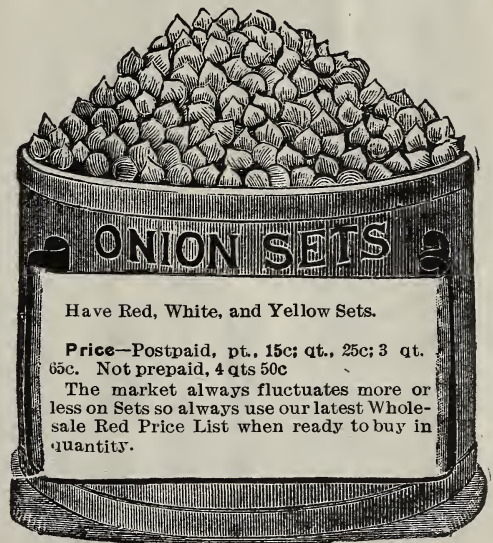 ONION SETS
Have Red, White, and Yellow Sets.
Price—Postpaid, pt., 15c; qt., 25c; 3 qt.
65c. Not prepaid, 4 qts 50c
The market always fluctuates more or
less on Sets so always use our latest Whole-
sale Red Price List when ready to buy in
quantity.